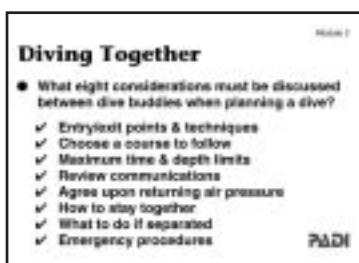 Module 2
Diving Together
● What eight considerations must be discussed
between dive buddies when planning a dive?
✔ Entry/exit points & techniques
✔ Choose a course to follow
✔ Maximum time & depth limits
✔ Review communications
✔ Agree upon returning air pressure
✔ How to stay together
✔ What to do if separated
✔ Emergency procedures
PADI